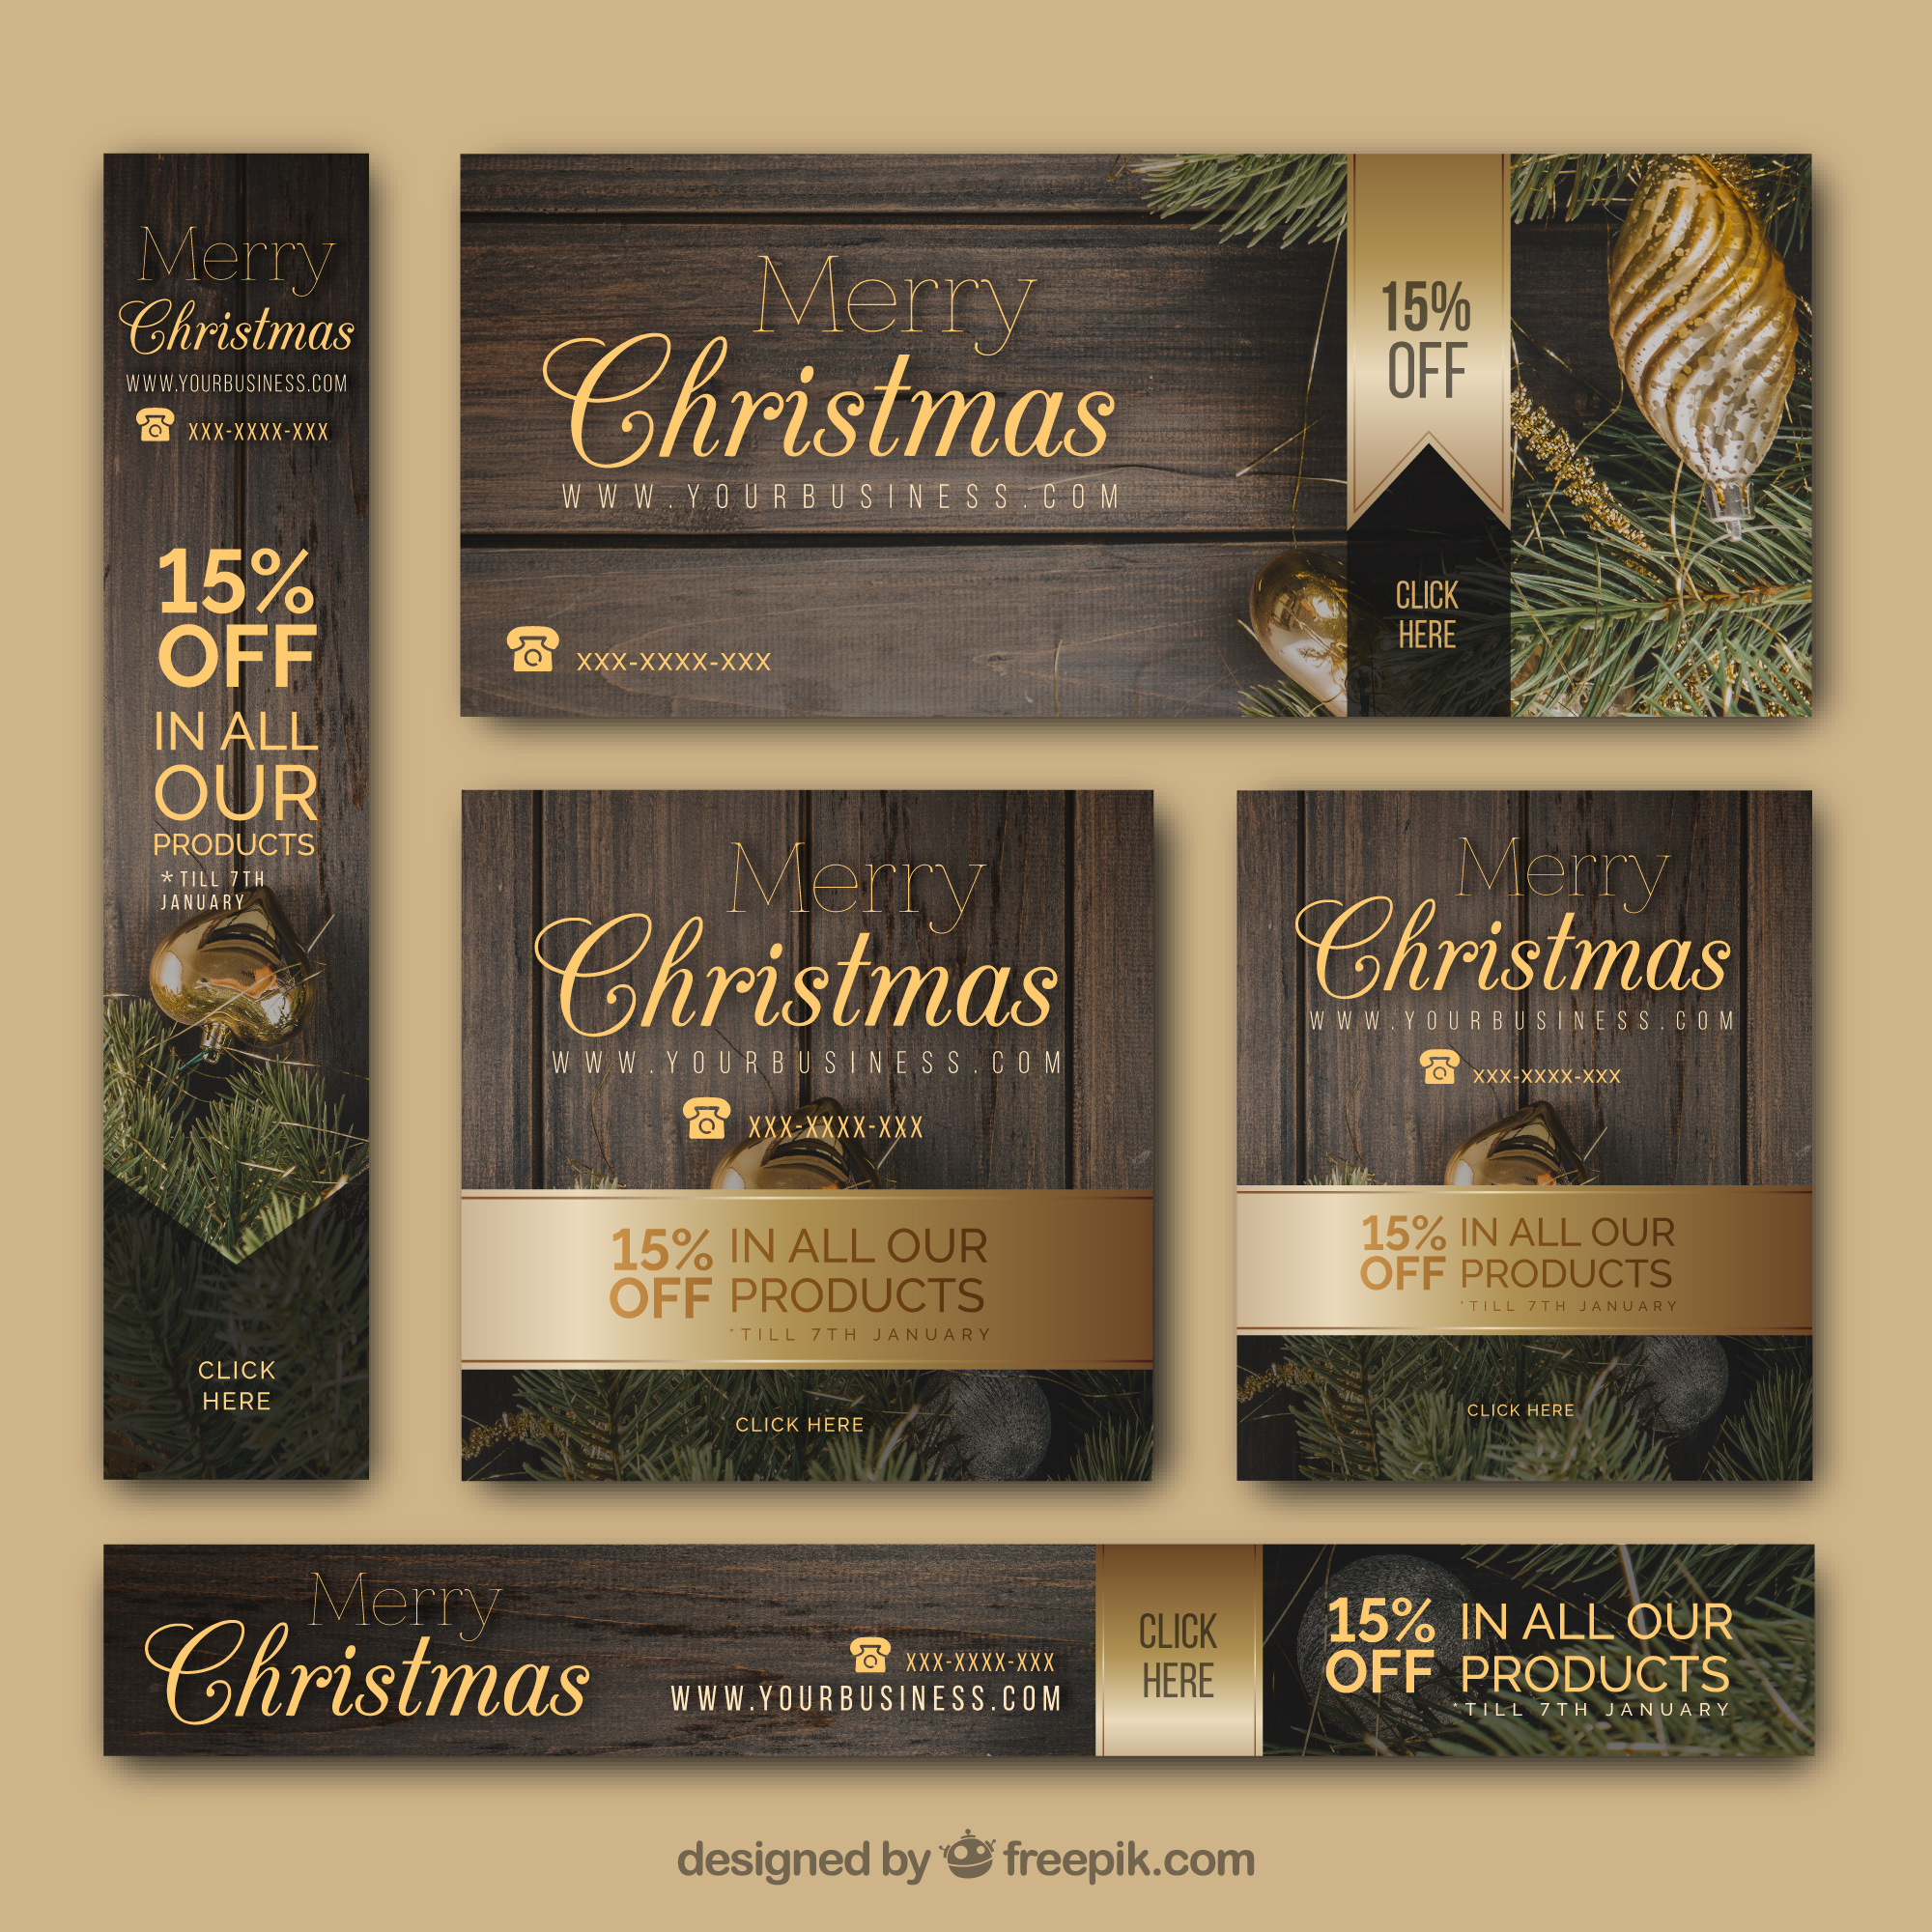 Merry
Christmas
WWW.YOURBUSINESS.COM
XXX-XXXX-XXX
15%
OFF
IN ALL
OUR
PRODUCTS
*TILL 7TH
JANUARY
CLICK
HERE
Merry
Christmas
WWW.YOURBUSINESS.COM
XXX-XXXX-XXX
15%
OFF
CLICK
HERE
Merry
Christmas
WWW.YOURBUSINESS.COM
XXX-XXXX-XXX
15% IN ALL OUR
OFF PRODUCTS
*TILL 7TH JANUARY
CLICK HERE
Merry
Christmas
WWW.YOURBUSINESS.COM
XXX-XXXX-XXX
15% IN ALL OUR
OFF PRODUCTS
*TILL 7TH JANUARY
CLICK HERE
Merry
Christmas
XXX-XXXX-XXX
WWW.YOURBUSINESS.COM
CLICK
HERE
15% IN ALL OUR
OFF PRODUCTS
*TILL 7TH JANUARY
designed by freepik.com